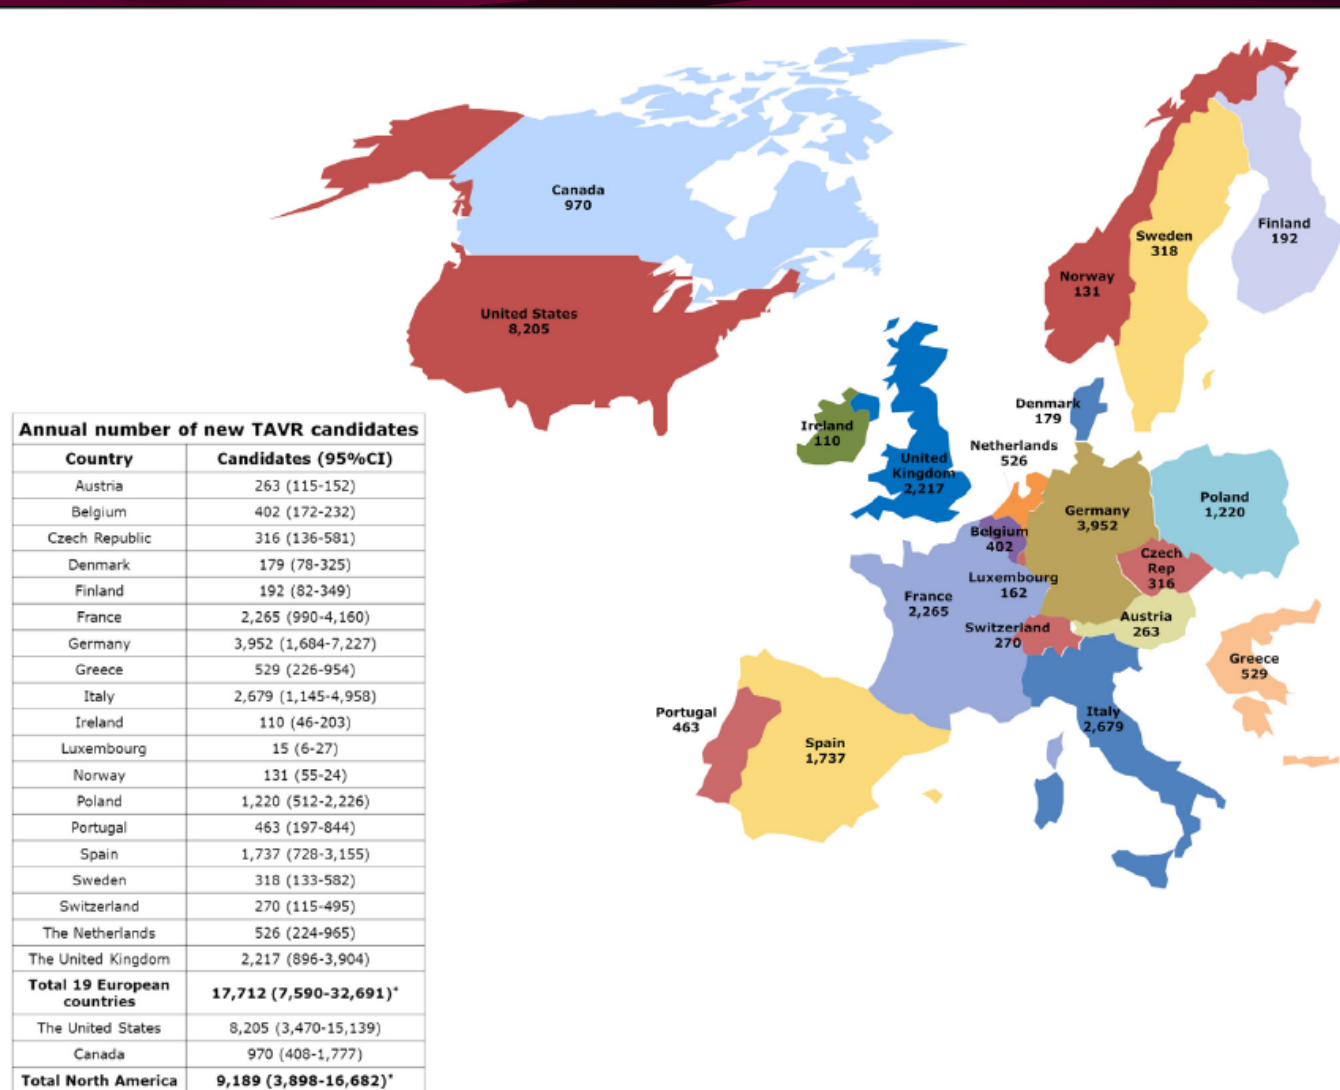 Canada
970
United States
8,205
Norway
131
Sweden
318
Finland
192
Denmark
179
Ireland
110
United
Kingdom
2,217
Netherlands
526
Germany
3,952
Poland
1,220
Belgium
402
Czech
Rep
316
Luxembourg
162
France
2,265
Austria
263
Switzerland
270
Greece
529
Portugal
463
Spain
1,737
Italy
2,679
Annual number of new TAVR candidates
Country Candidates (95%CI)
Austria 263 (115-152)
Belgium 402 (172-232)
Czech Republic 316 (136-581)
Denmark 179 (78-325)
Finland 192 (82-349)
France 2,265 (990-4,160)
Germany 3,952 (1,684-7,227)
Greece 529 (226-954)
Italy 2,679 (1,145-4,958)
Ireland 110 (46-203)
Luxembourg 15 (6-27)
Norway 131 (55-24)
Poland 1,220 (512-2,226)
Portugal 463 (197-844)
Spain 1,737 (728-3,155)
Sweden 318 (133-582)
Switzerland 270 (115-495)
The Netherlands 526 (224-965)
The United Kingdom 2,217 (896-3,904)
Total 19 European
countries 17,712 (7,590-32,691)*
The United States 8,205 (3,470-15,139)
Canada 970 (408-1,777)
Total North America 9,189 (3,898-16,682)*